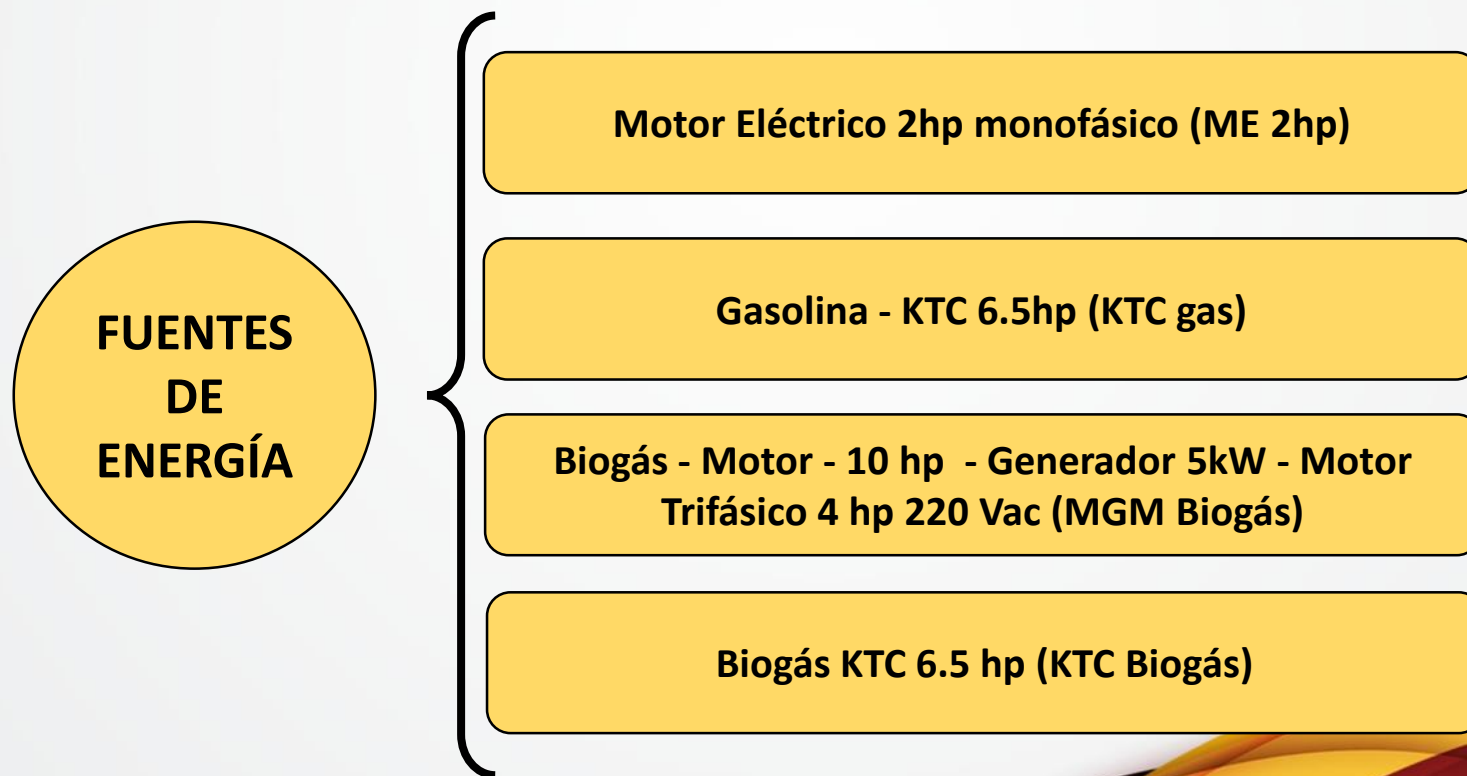 FUENTES
DE
ENERGÍA
Motor Eléctrico 2hp monofásico (ME 2hp)
Gasolina - KTC 6.5hp (KTC gas)
Biogás - Motor - 10 hp  - Generador 5kW - Motor
Trifásico 4 hp 220 Vac (MGM Biogás)
Biogás KTC 6.5 hp (KTC Biogás)